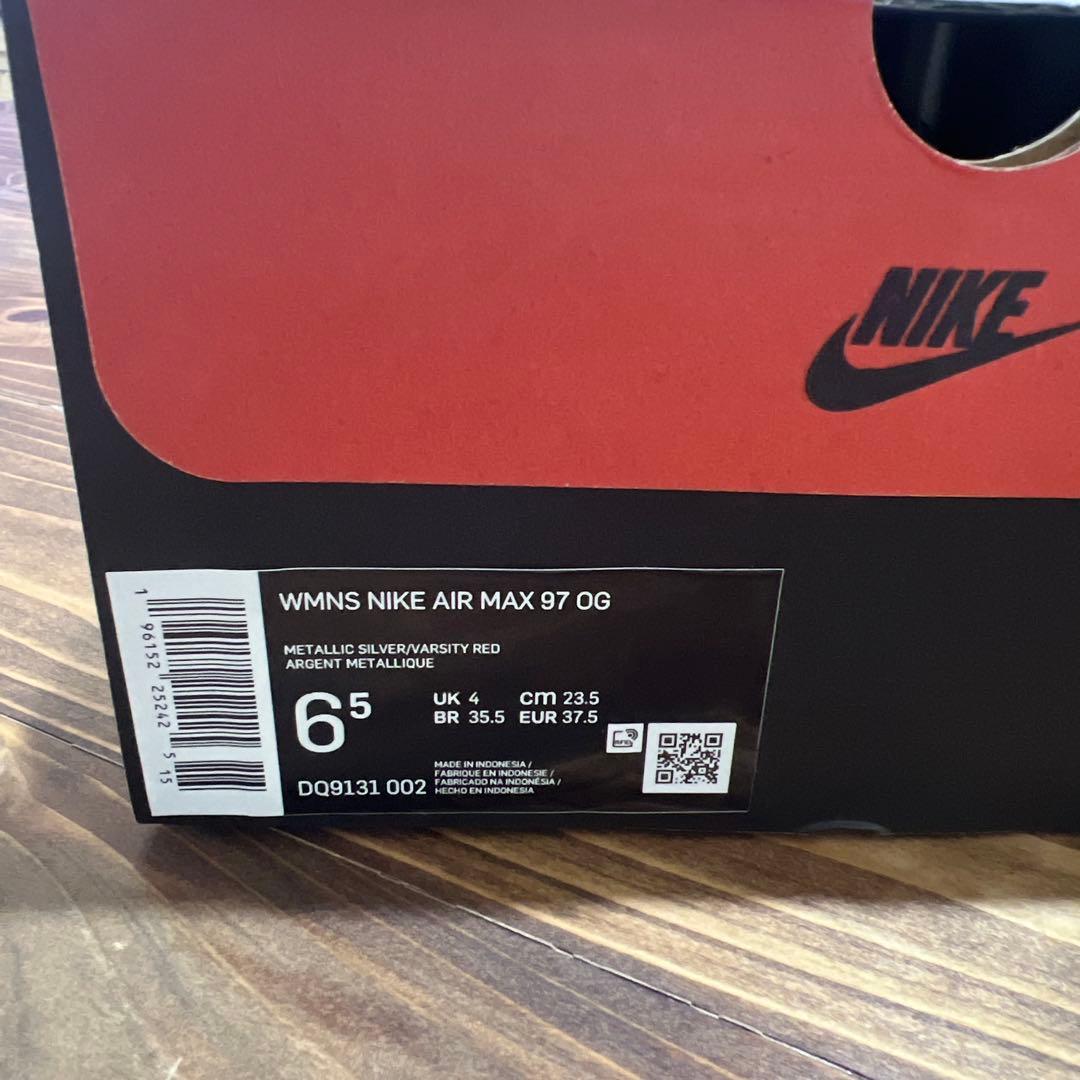 NIKE
WMNS NIKE AIR MAX 97 OG
METALLIC SILVER/VARSITY RED
ARGENT METALLIQUE
6⁵
UK 4 cm 23.5
BR 35.5 EUR 37.5
DQ9131 002
MADE IN INDONESIA /
FABRIQUE EN INDONESIE /
FABRICADO NA INDONÉSIA /
HECHO EN INDONESIA
1 96152 25242 5 15